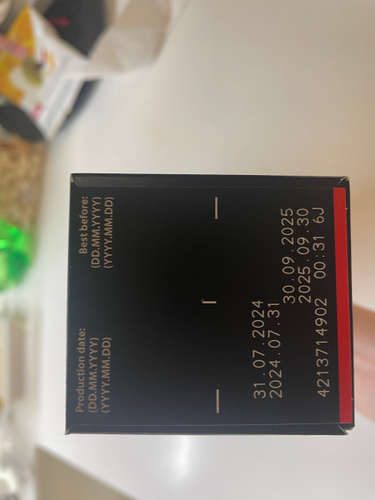 Production date:
(DD.MM.YYYY)
(YYYY.MM.DD)
Best before:
(DD.MM.YYYY)
(YYYY.MM.DD)
31.07.2024
2024.07.31
30.09.2025
2025.09.30
4213714902 00:31 6J